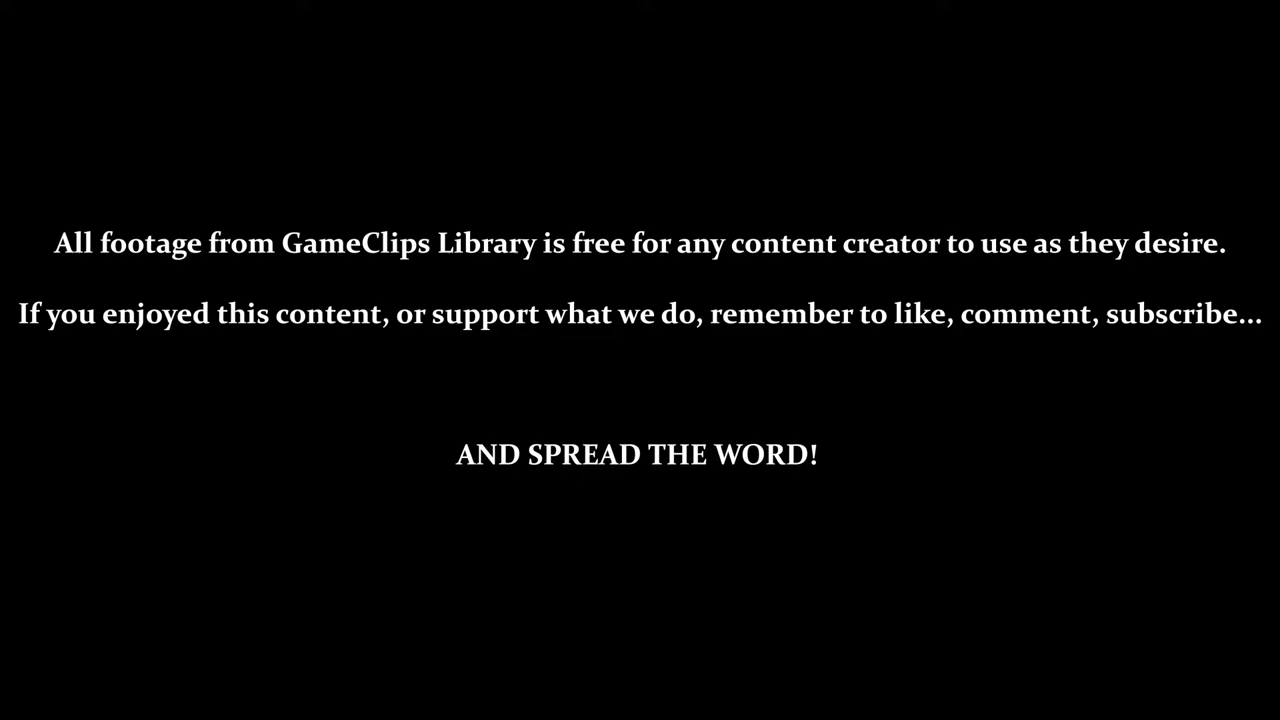 All footage from GameClips Library is free for any content creator to use as they desire.
If you enjoyed this content, or support what we do, remember to like, comment, subscribe...
AND SPREAD THE WORD!